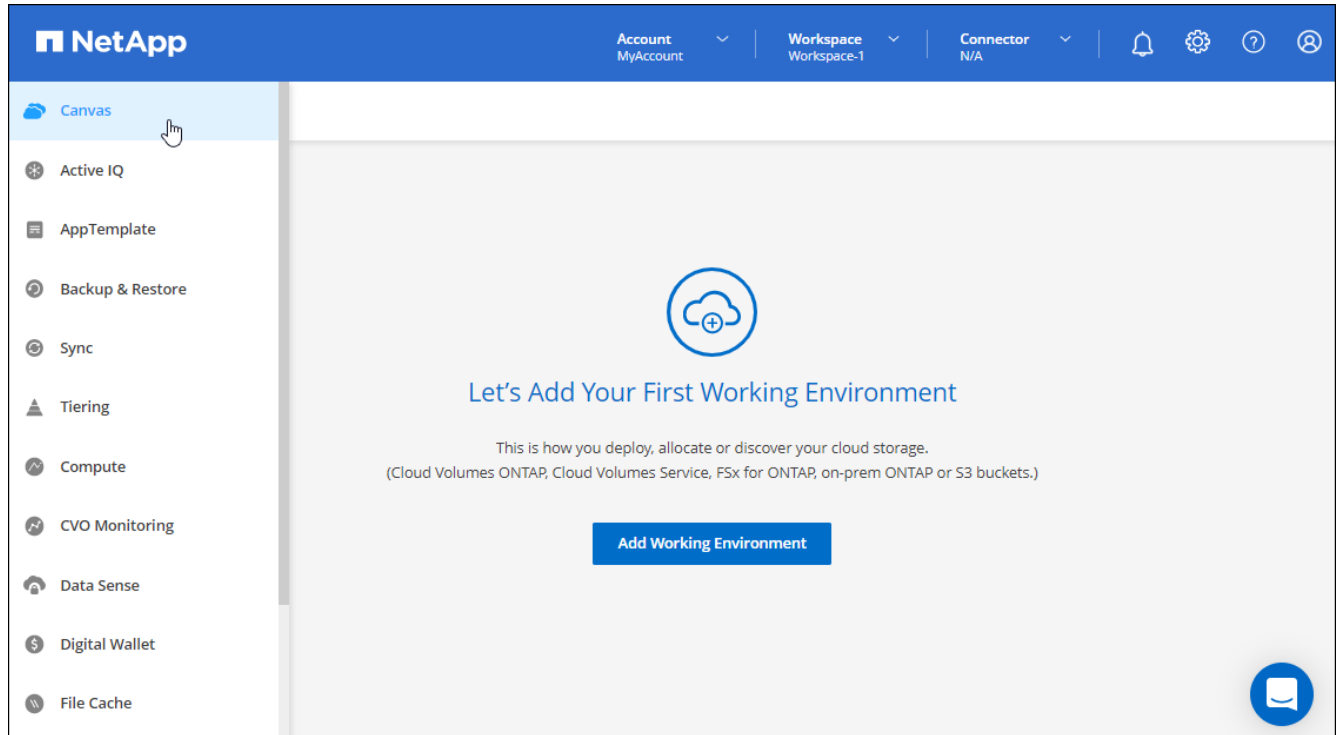 NetApp
Account
MyAccount
Workspace
Workspace-1
Connector
N/A
Canvas
Active IQ
AppTemplate
Backup & Restore
Sync
Tiering
Compute
CVO Monitoring
Data Sense
Digital Wallet
File Cache
Let's Add Your First Working Environment
This is how you deploy, allocate or discover your cloud storage.
(Cloud Volumes ONTAP, Cloud Volumes Service, FSx for ONTAP, on-prem ONTAP or S3 buckets.)
Add Working Environment